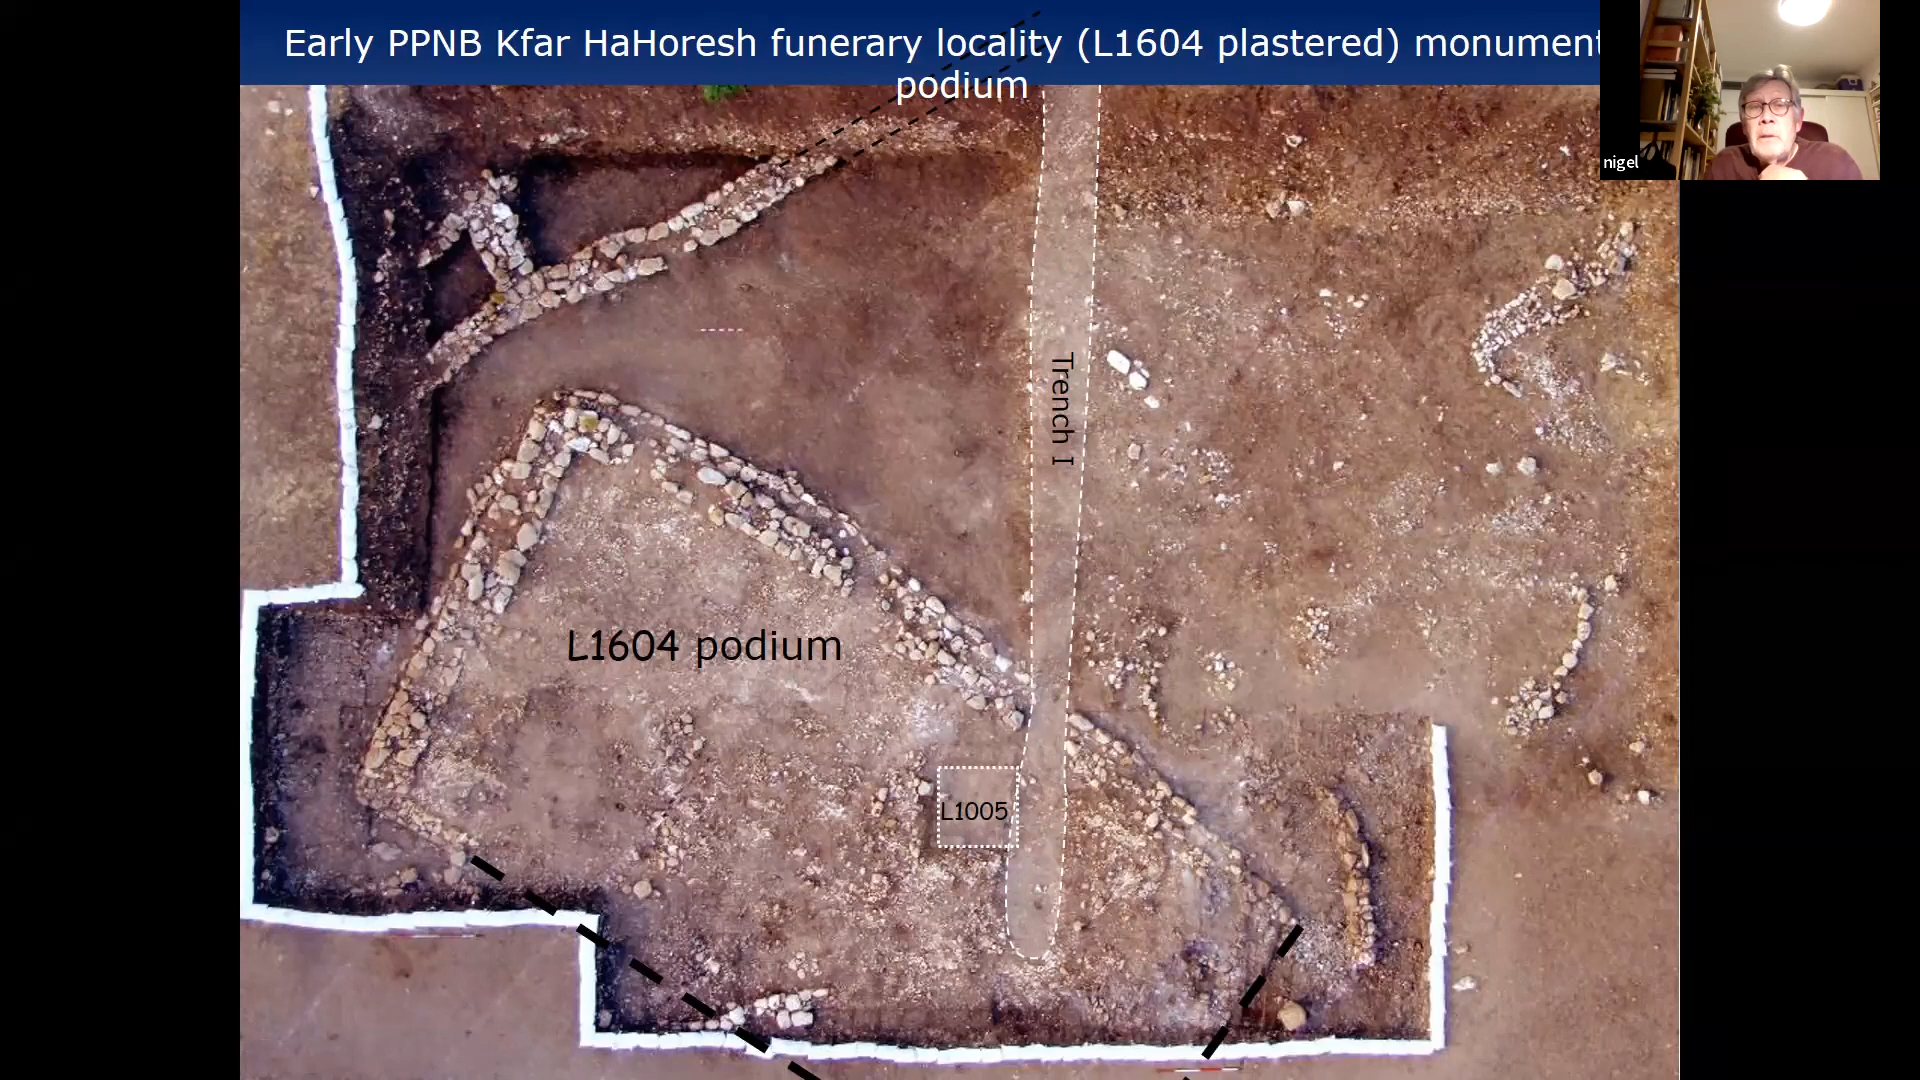 Early PPNB Kfar HaHoresh funerary locality (L1604 plastered) monument
podium
nigel
Trench I
L1604 podium
L1005